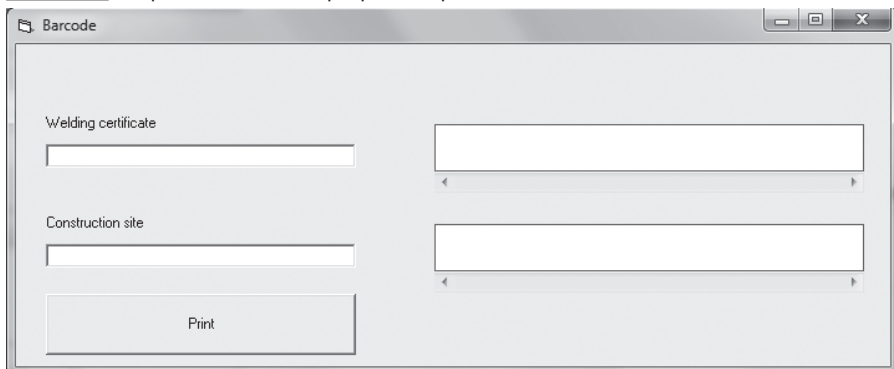 Barcode
Welding certificate
Construction site
Print